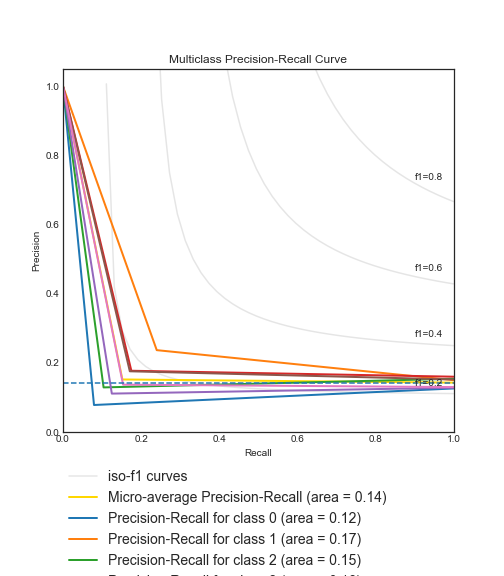 Multiclass Precision-Recall Curve
1.0
0.8
0.6
0.4
0.2
0.0
Precision
f1=0.8
f1=0.6
f1=0.4
f1=0.2
0.0 0.2 0.4 0.6 0.8 1.0
Recall
iso-f1 curves
Micro-average Precision-Recall (area = 0.14)
Precision-Recall for class 0 (area = 0.12)
Precision-Recall for class 1 (area = 0.17)
Precision-Recall for class 2 (area = 0.15)